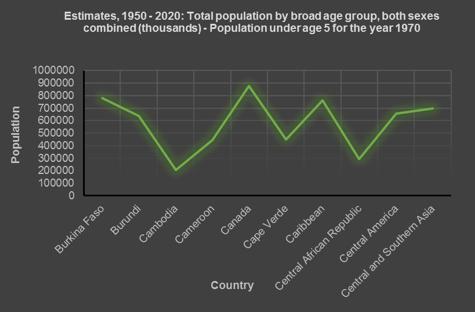 Estimates, 1950 - 2020: Total population by broad age group, both sexes
combined (thousands) - Population under age 5 for the year 1970
Population
1000000
900000
800000
700000
600000
500000
400000
300000
200000
100000
0
Burkina Faso
Burundi
Cambodia
Cameroon
Canada
Cape Verde
Caribbean
Central African Republic
Central America
Central and Southern Asia
Country